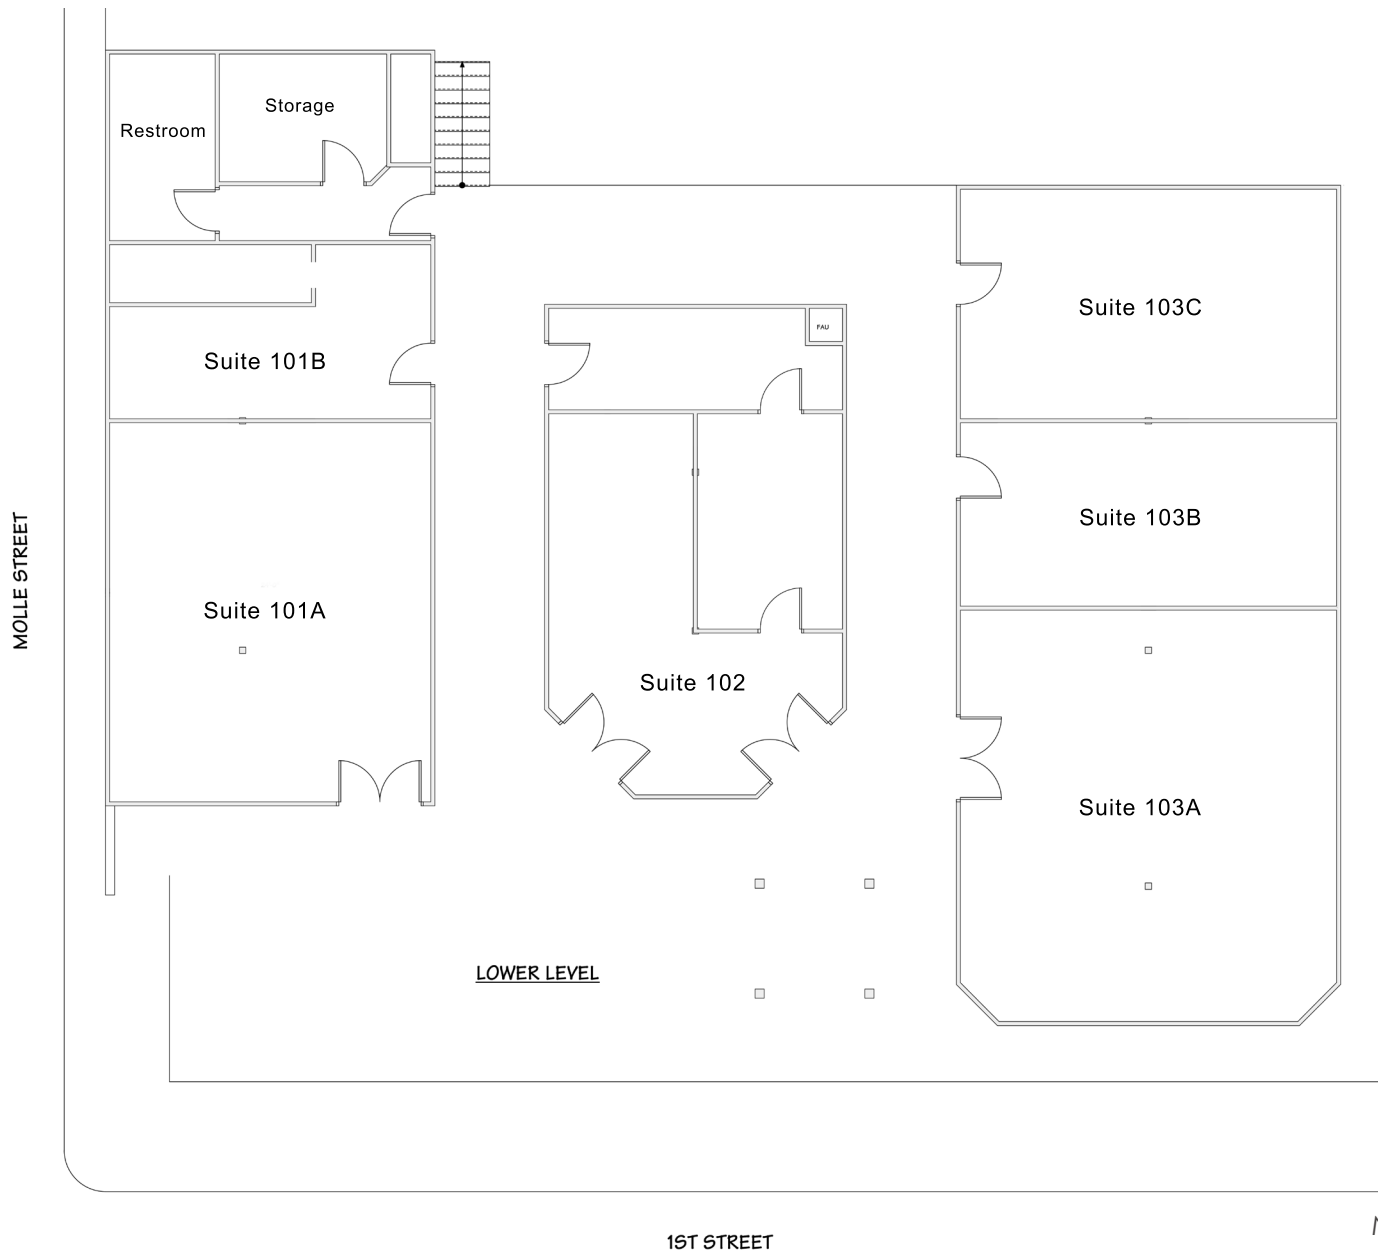 Storage
Restroom
Suite 103C
FAU
Suite 101B
Suite 103B
MOLLE STREET
Suite 101A
Suite 102
Suite 103A
LOWER LEVEL
1ST STREET